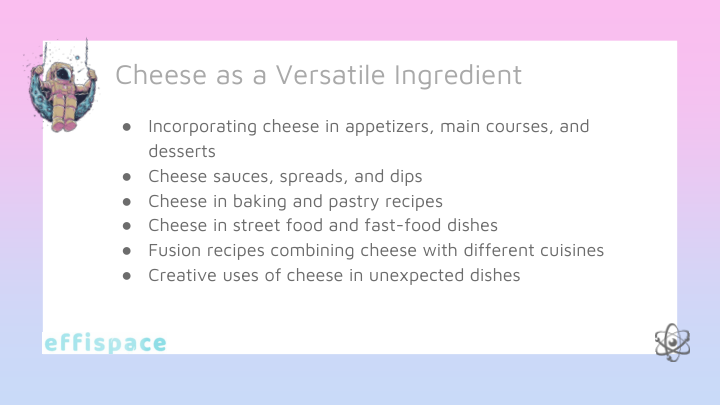 Cheese as a Versatile Ingredient
● Incorporating cheese in appetizers, main courses, and
desserts
● Cheese sauces, spreads, and dips
● Cheese in baking and pastry recipes
● Cheese in street food and fast-food dishes
● Fusion recipes combining cheese with different cuisines
● Creative uses of cheese in unexpected dishes
effispace